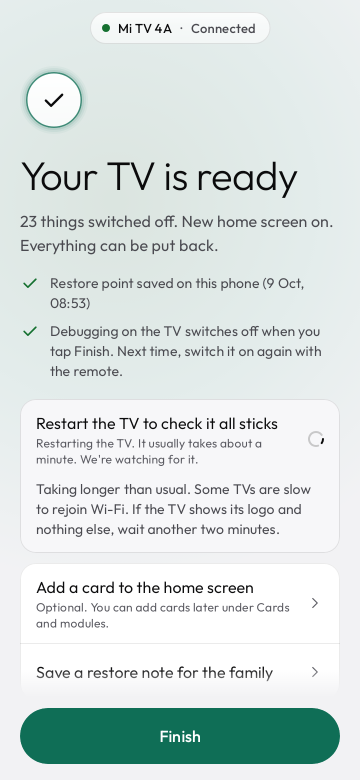 Mi TV 4A · Connected
Your TV is ready
23 things switched off. New home screen on.
Everything can be put back.
Restore point saved on this phone (9 Oct,
08:53)
Debugging on the TV switches off when you
tap Finish. Next time, switch it on again with
the remote.
Restart the TV to check it all sticks
Restarting the TV. It usually takes about a
minute. We're watching for it.
Taking longer than usual. Some TVs are slow
to rejoin Wi-Fi. If the TV shows its logo and
nothing else, wait another two minutes.
Add a card to the home screen
Optional. You can add cards later under Cards
and modules.
Save a restore note for the family
Finish